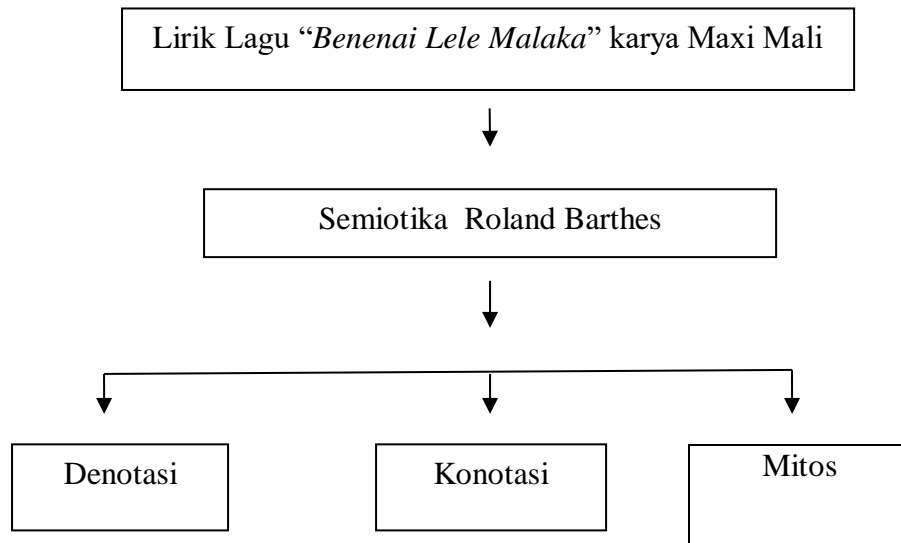 Lirik Lagu “Benenai Lele Malaka” karya Maxi Mali
Semiotika Roland Barthes
Denotasi
Konotasi
Mitos